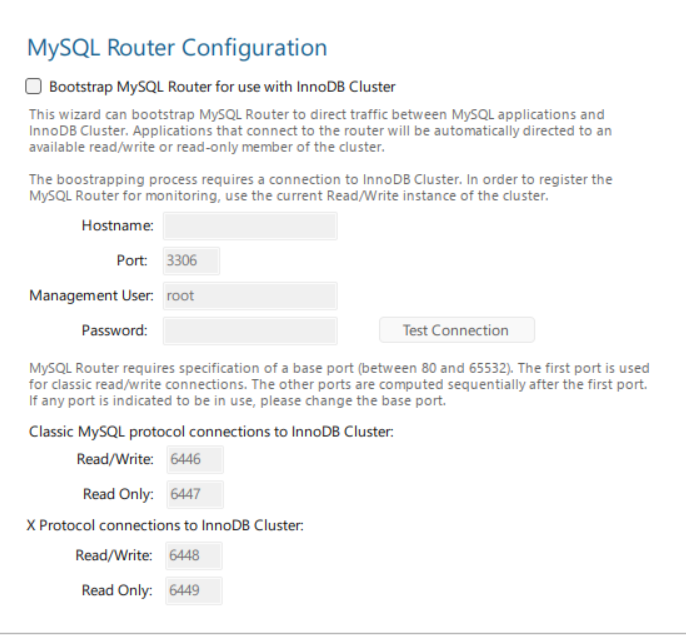 MySQL Router Configuration
Bootstrap MySQL Router for use with InnoDB Cluster
This wizard can bootstrap MySQL Router to direct traffic between MySQL applications and
InnoDB Cluster. Applications that connect to the router will be automatically directed to an
available read/write or read-only member of the cluster.
The boostrapping process requires a connection to InnoDB Cluster. In order to register the
MySQL Router for monitoring, use the current Read/Write instance of the cluster.
Hostname:
Port: 3306
Management User: root
Password: Test Connection
MySQL Router requires specification of a base port (between 80 and 65532). The first port is used
for classic read/write connections. The other ports are computed sequentially after the first port.
If any port is indicated to be in use, please change the base port.
Classic MySQL protocol connections to InnoDB Cluster:
Read/Write: 6446
Read Only: 6447
X Protocol connections to InnoDB Cluster:
Read/Write: 6448
Read Only: 6449